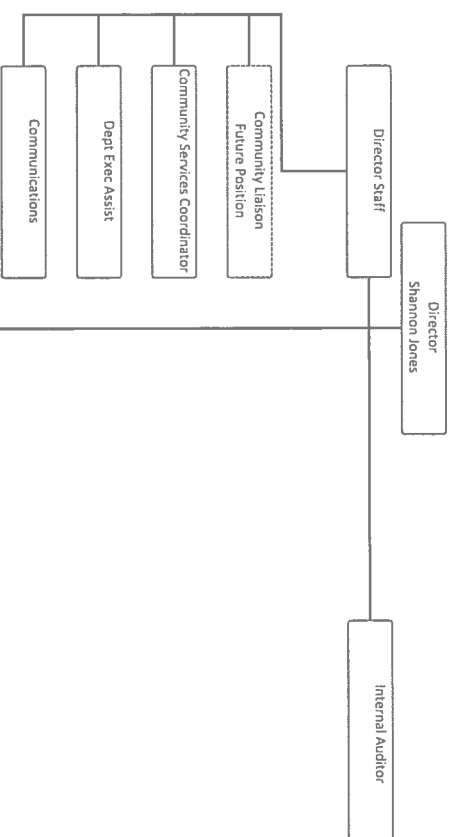 Director
Shannon Jones
Director Staff
Internal Auditor
Community Liaison
Future Position
Community Services Coordinator
Dept Exec Assist
Communications